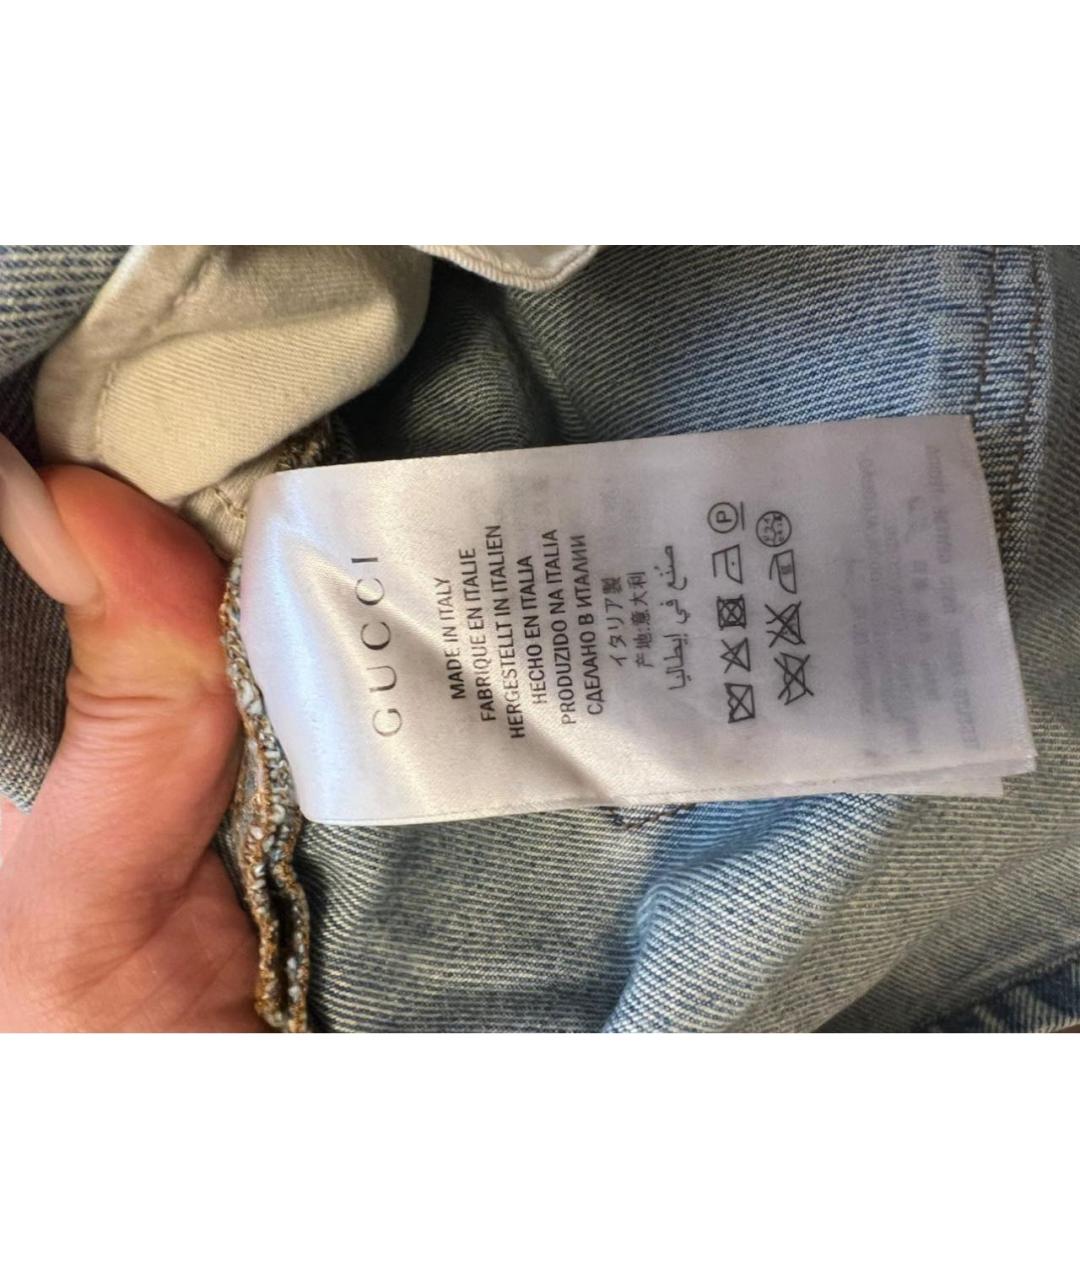 GUCCI
MADE IN ITALY
FABRIQUE EN ITALIE
HERGESTELLT IN ITALIEN
HECHO EN ITALIA
PRODUZIDO NA ITALIA
СДЕЛАНО В ИТАЛИИ
イタリア製
产地:意大利
صنع في إيطاليا
P